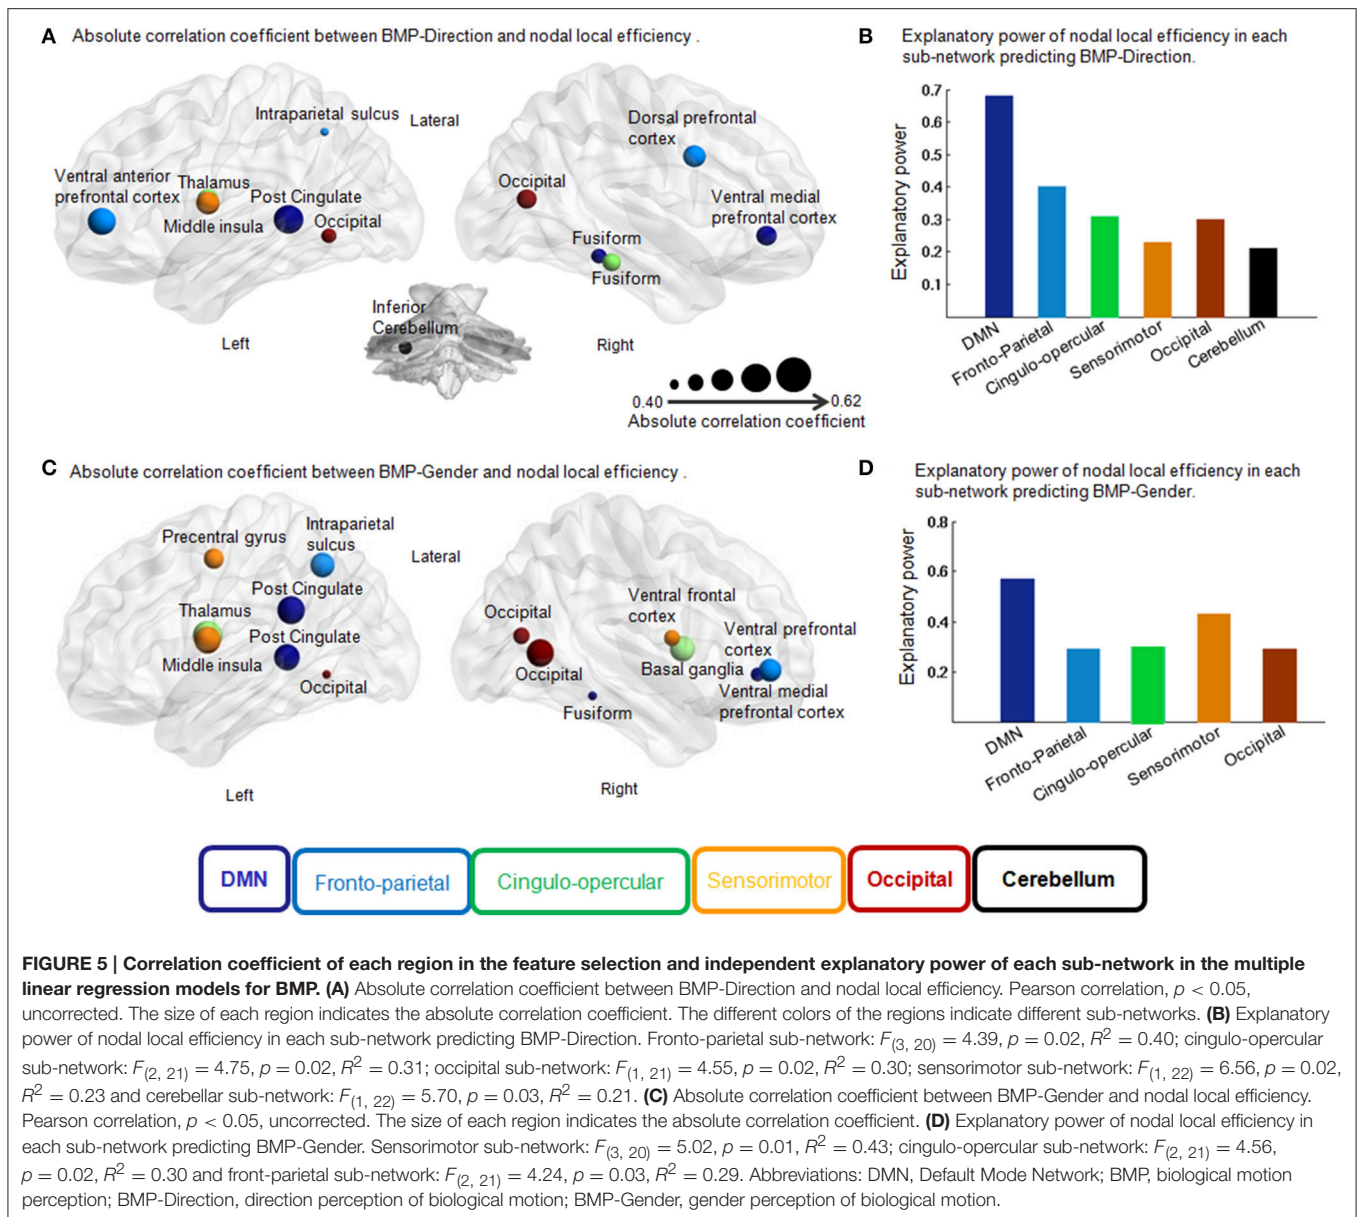 A Absolute correlation coefficient between BMP-Direction and nodal local efficiency .
Intraparietal sulcus
Lateral
Ventral anterior
prefrontal cortex
Thalamus
Post Cingulate
Middle insula
Occipital
Left
Dorsal prefrontal
cortex
Occipital
Ventral medial
prefrontal cortex
Fusiform
Fusiform
Inferior
Cerebellum
Right
0.40
0.62
Absolute correlation coefficient
B Explanatory power of nodal local efficiency in each
sub-network predicting BMP-Direction.
Explanatory power
0.7
0.6
0.5
0.4
0.3
0.2
0.1
DMN
Fronto-Parietal
Cingulo-opercular
Sensorimotor
Occipital
Cerebellum
C Absolute correlation coefficient between BMP-Gender and nodal local efficiency .
Precentral gyrus
Intraparietal
sulcus
Lateral
Post Cingulate
Thalamus
Post Cingulate
Middle insula
Occipital
Left
Ventral frontal
cortex
Occipital
Ventral prefrontal
cortex
Basal ganglia
Occipital
Ventral medial
prefrontal cortex
Fusiform
Right
D Explanatory power of nodal local efficiency in each
sub-network predicting BMP-Gender.
Explanatory power
0.8
0.6
0.4
0.2
DMN
Fronto-Parietal
Cingulo-opercular
Sensorimotor
Occipital
DMN Fronto-parietal Cingulo-opercular Sensorimotor Occipital Cerebellum
FIGURE 5 | Correlation coefficient of each region in the feature selection and independent explanatory power of each sub-network in the multiple
linear regression models for BMP. (A) Absolute correlation coefficient between BMP-Direction and nodal local efficiency. Pearson correlation, p < 0.05,
uncorrected. The size of each region indicates the absolute correlation coefficient. The different colors of the regions indicate different sub-networks. (B) Explanatory
power of nodal local efficiency in each sub-network predicting BMP-Direction. Fronto-parietal sub-network: F(3, 20) = 4.39, p = 0.02, R² = 0.40; cingulo-opercular
sub-network: F(2, 21) = 4.75, p = 0.02, R² = 0.31; occipital sub-network: F(1, 21) = 4.55, p = 0.02, R² = 0.30; sensorimotor sub-network: F(1, 22) = 6.56, p = 0.02,
R² = 0.23 and cerebellar sub-network: F(1, 22) = 5.70, p = 0.03, R² = 0.21. (C) Absolute correlation coefficient between BMP-Gender and nodal local efficiency.
Pearson correlation, p < 0.05, uncorrected. The size of each region indicates the absolute correlation coefficient. (D) Explanatory power of nodal local efficiency in
each sub-network predicting BMP-Gender. Sensorimotor sub-network: F(3, 20) = 5.02, p = 0.01, R² = 0.43; cingulo-opercular sub-network: F(2, 21) = 4.56,
p = 0.02, R² = 0.30 and front-parietal sub-network: F(2, 21) = 4.24, p = 0.03, R² = 0.29. Abbreviations: DMN, Default Mode Network; BMP, biological motion
perception; BMP-Direction, direction perception of biological motion; BMP-Gender, gender perception of biological motion.